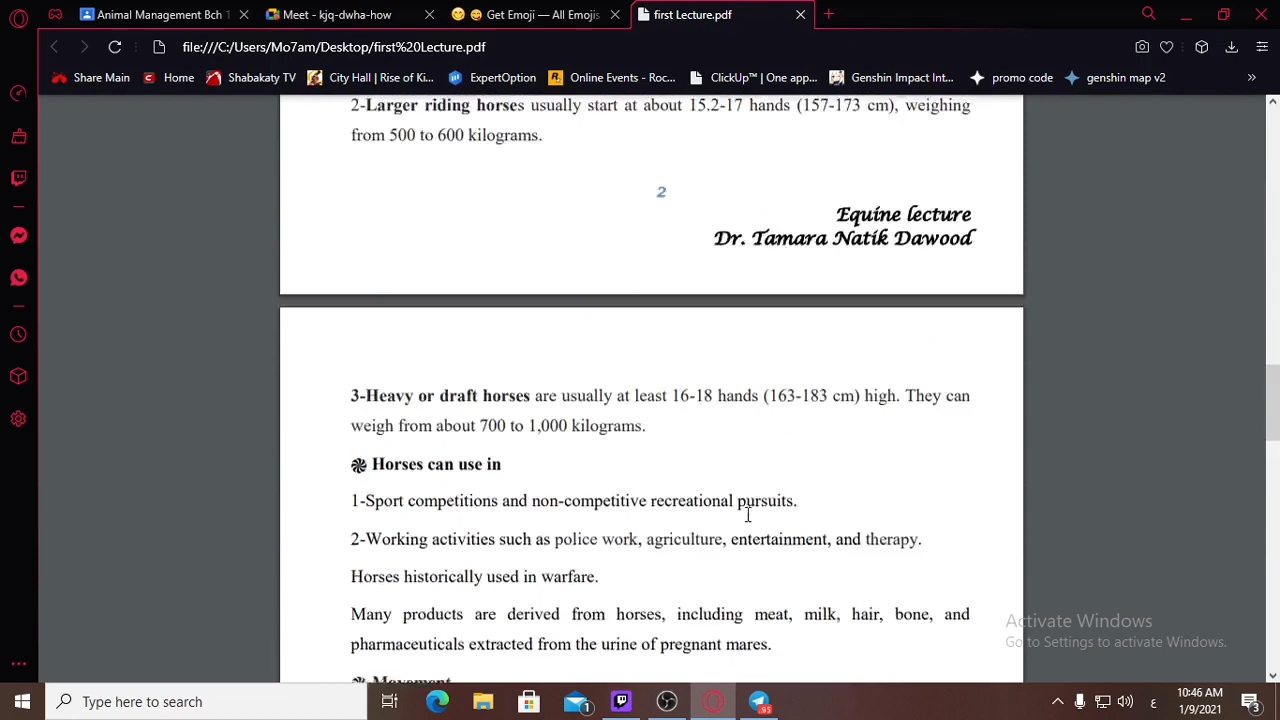 Animal Management Bch 1
Meet - kjq-dwha-how
Get Emoji — All Emojis
first Lecture.pdf
file:///C:/Users/Mo7am/Desktop/first%20Lecture.pdf
Share Main
Home
Shabakaty TV
City Hall | Rise of Ki...
ExpertOption
Online Events - Roc...
ClickUp™ | One app...
Genshin Impact Int...
promo code
genshin map v2
»
2-Larger riding horses usually start at about 15.2-17 hands (157-173 cm), weighing
from 500 to 600 kilograms.
2
Equine lecture
Dr. Tamara Natik Dawood
3-Heavy or draft horses are usually at least 16-18 hands (163-183 cm) high. They can
weigh from about 700 to 1,000 kilograms.
Horses can use in
1-Sport competitions and non-competitive recreational pursuits.
2-Working activities such as police work, agriculture, entertainment, and therapy.
Horses historically used in warfare.
Many products are derived from horses, including meat, milk, hair, bone, and
pharmaceuticals extracted from the urine of pregnant mares.
Movement
Activate Windows
Go to Settings to activate Windows.
Type here to search
1
95
ع
10:46 AM
1/9/2021
3